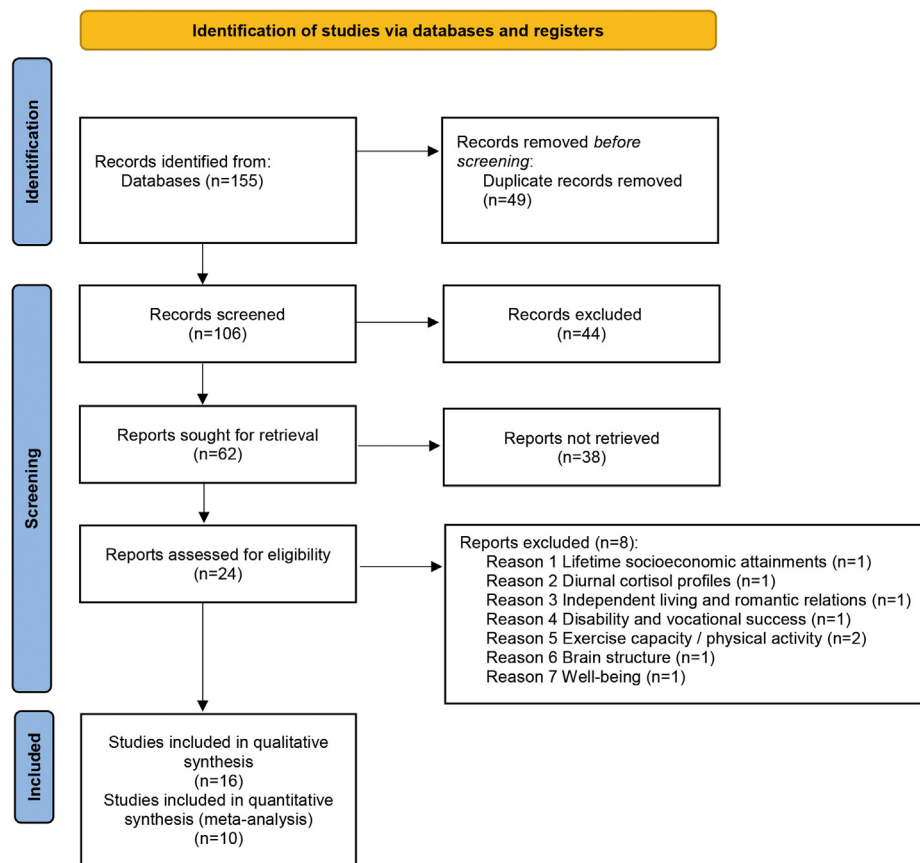 Identification of studies via databases and registers
Identification
Records identified from:
Databases (n=155)
Records removed before
screening:
Duplicate records removed
(n=49)
Screening
Records screened
(n=106)
Records excluded
(n=44)
Reports sought for retrieval
(n=62)
Reports not retrieved
(n=38)
Reports assessed for eligibility
(n=24)
Reports excluded (n=8):
Reason 1 Lifetime socioeconomic attainments (n=1)
Reason 2 Diurnal cortisol profiles (n=1)
Reason 3 Independent living and romantic relations (n=1)
Reason 4 Disability and vocational success (n=1)
Reason 5 Exercise capacity / physical activity (n=2)
Reason 6 Brain structure (n=1)
Reason 7 Well-being (n=1)
Included
Studies included in qualitative
synthesis
(n=16)
Studies included in quantitative
synthesis (meta-analysis)
(n=10)